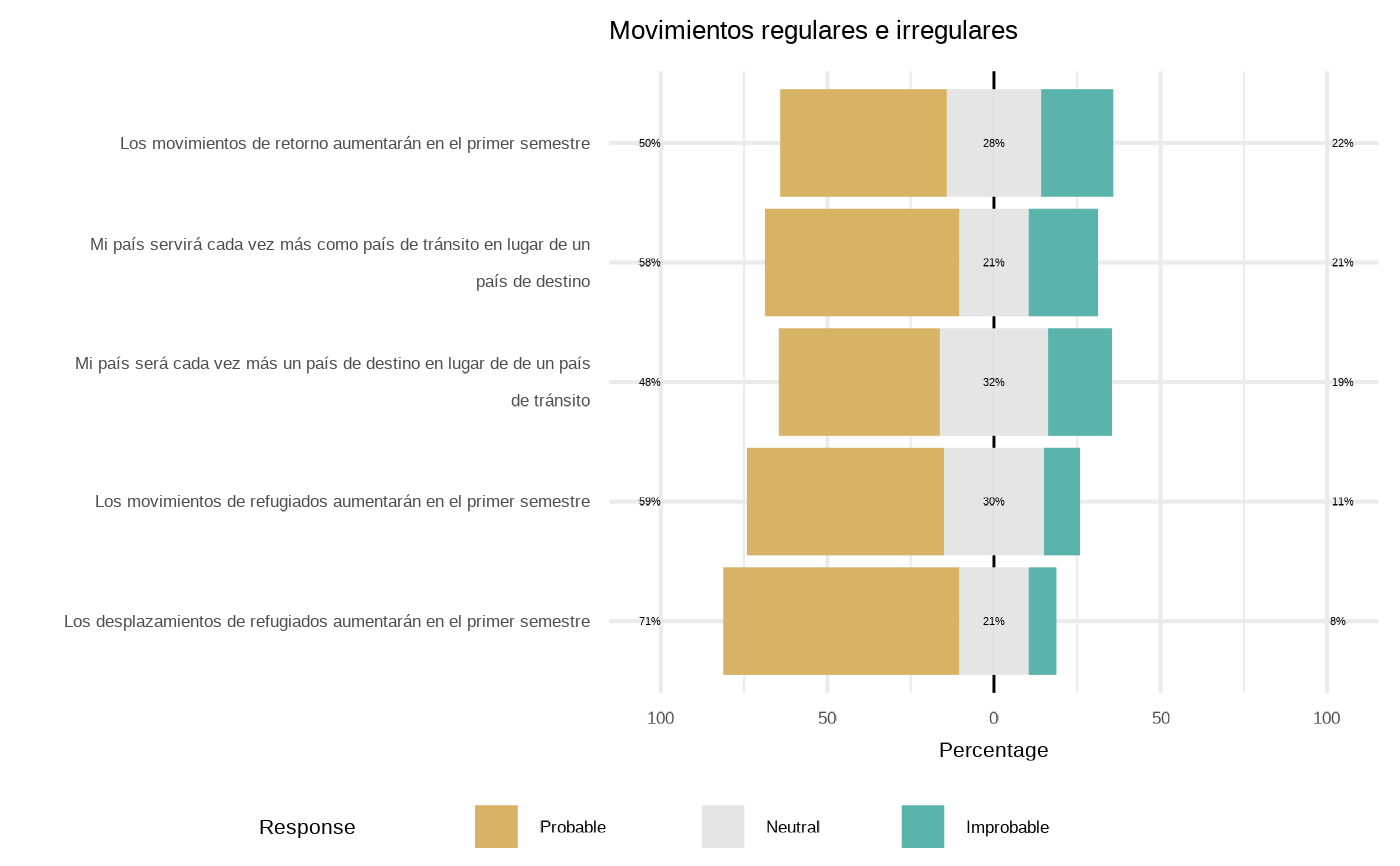 Movimientos regulares e irregulares
Los movimientos de retorno aumentarán en el primer semestre
50%
28%
22%
Mi país servirá cada vez más como país de tránsito en lugar de un
país de destino
58%
21%
21%
Mi país será cada vez más un país de destino en lugar de de un país
de tránsito
48%
32%
19%
Los movimientos de refugiados aumentarán en el primer semestre
59%
30%
11%
Los desplazamientos de refugiados aumentarán en el primer semestre
71%
21%
8%
100 50 0 50 100
Percentage
Response Probable Neutral Improbable